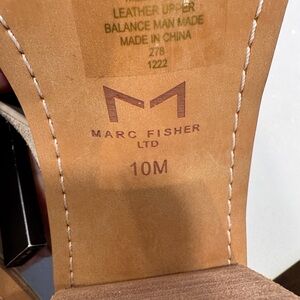 LEATHER UPPER
BALANCE MAN MADE
MADE IN CHINA
278
1222
M
MARC FISHER
LTD
10M